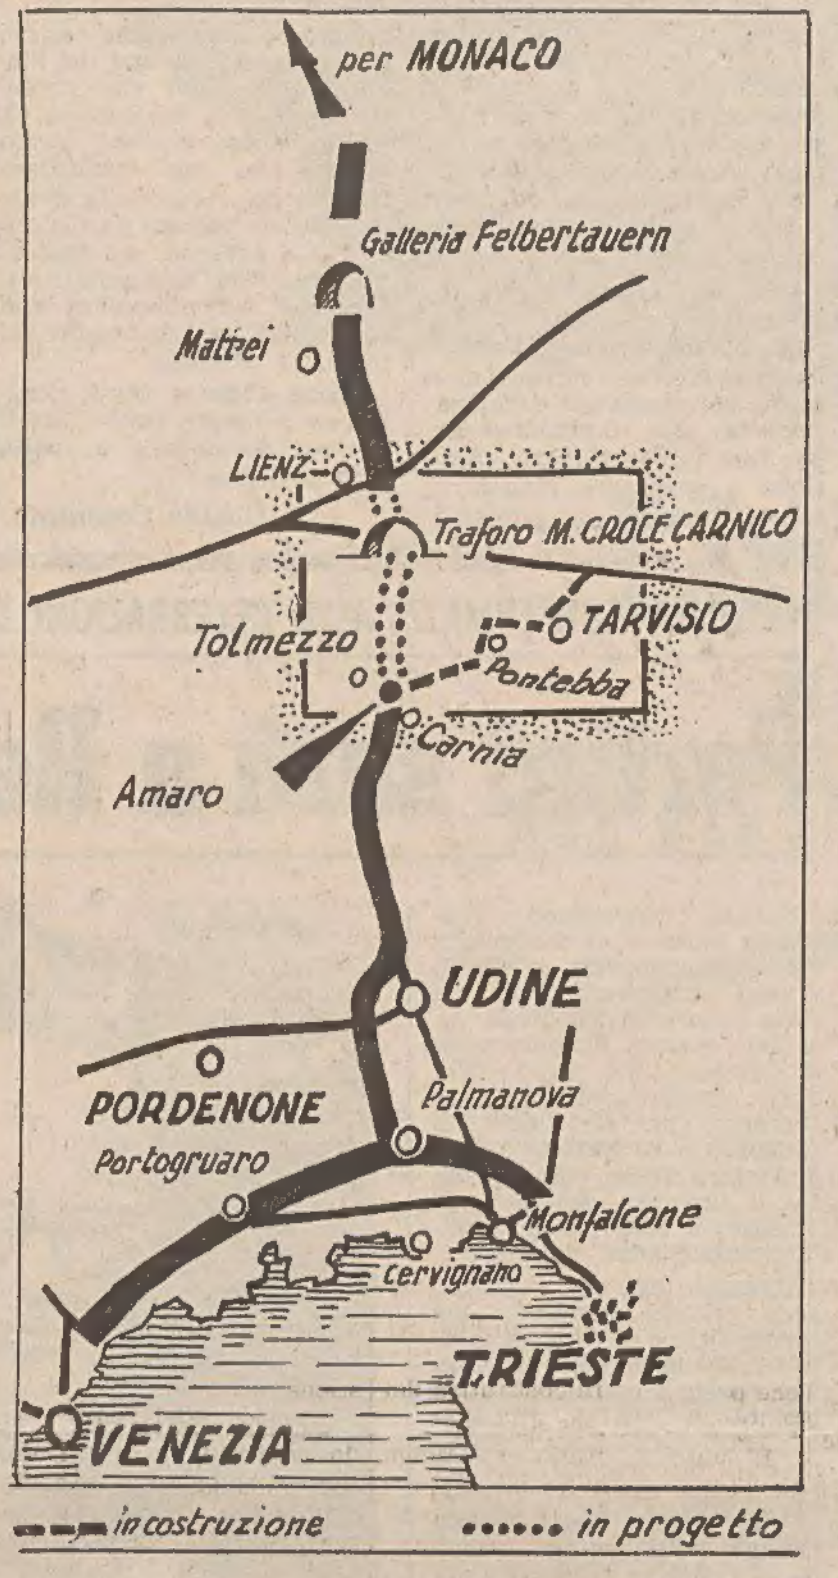 per MONACO
Galleria Felbertauern
Matrei
LIENZ
Traforo M. CROCE CARNICO
TARVISIO
Tolmezzo
Pontebba
Carnia
Amaro
UDINE
Palmanova
PORDENONE
Portogruaro
Monfalcone
Cervignano
TRIESTE
VENEZIA
in costruzione
in progetto